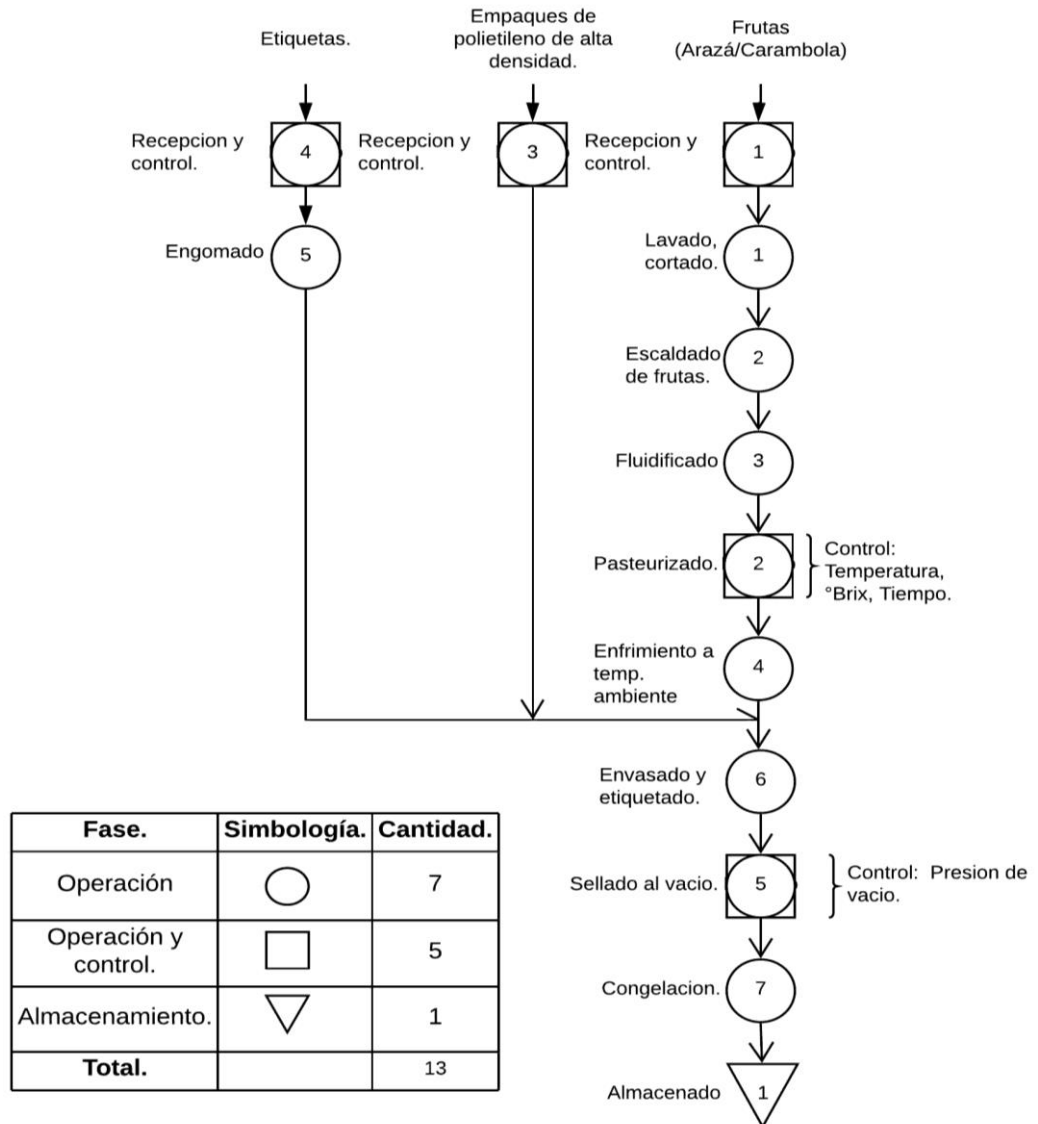 Etiquetas.
Empaques de
polietileno de alta
densidad.
Frutas
(Arazá/Carambola)
Recepcion y
control.
4
Recepcion y
control.
3
Recepcion y
control.
1
Engomado
5
Lavado,
cortado.
1
Escaldado
de frutas.
2
Fluidificado
3
Pasteurizado.
2
Control:
Temperatura,
°Brix, Tiempo.
Enfrimiento a
temp.
ambiente
4
Envasado y
etiquetado.
6
Sellado al vacio.
5
Control: Presion de
vacio.
Congelacion.
7
Almacenado
1
Fase. Simbología. Cantidad.
Operación 7
Operación y
control.
5
Almacenamiento. 1
Total. 13